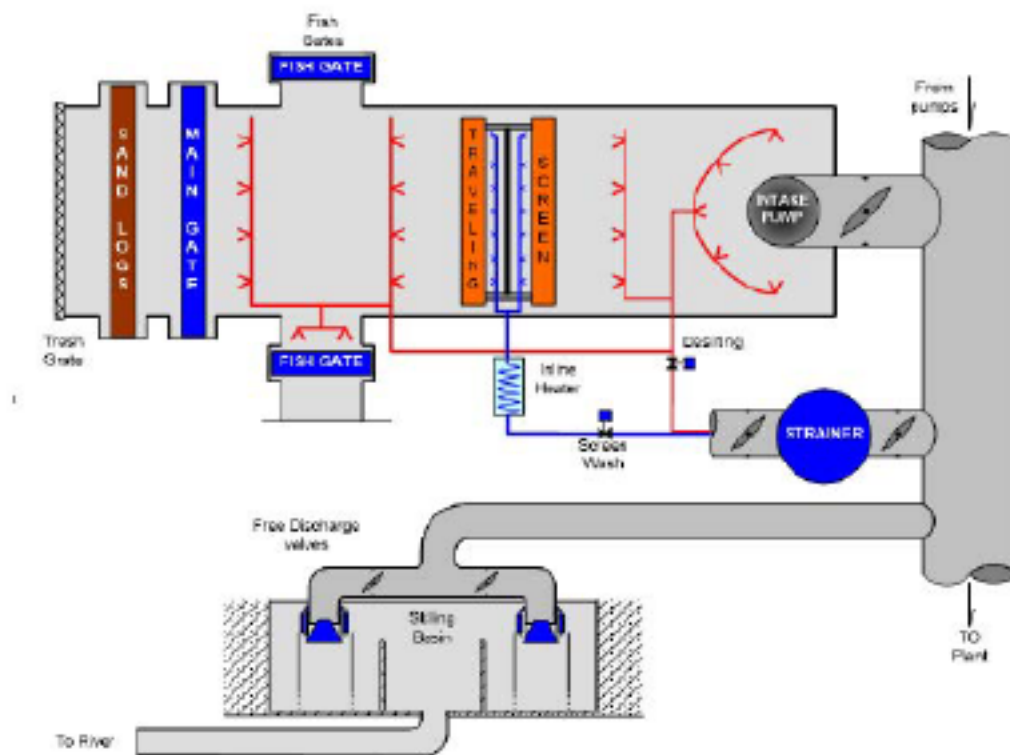 Fish
Gates
FISH GATE
From
pumps
SAND LOGS
MAIN GATE
TRAVELING
SCREEN
INTAKE
PUMP
Trash
Grate
FISH GATE
Inline
Heater
Desilting
STRAINER
Screen
Wash
Free Discharge
valves
Stilling
Basin
TO
Plant
To River